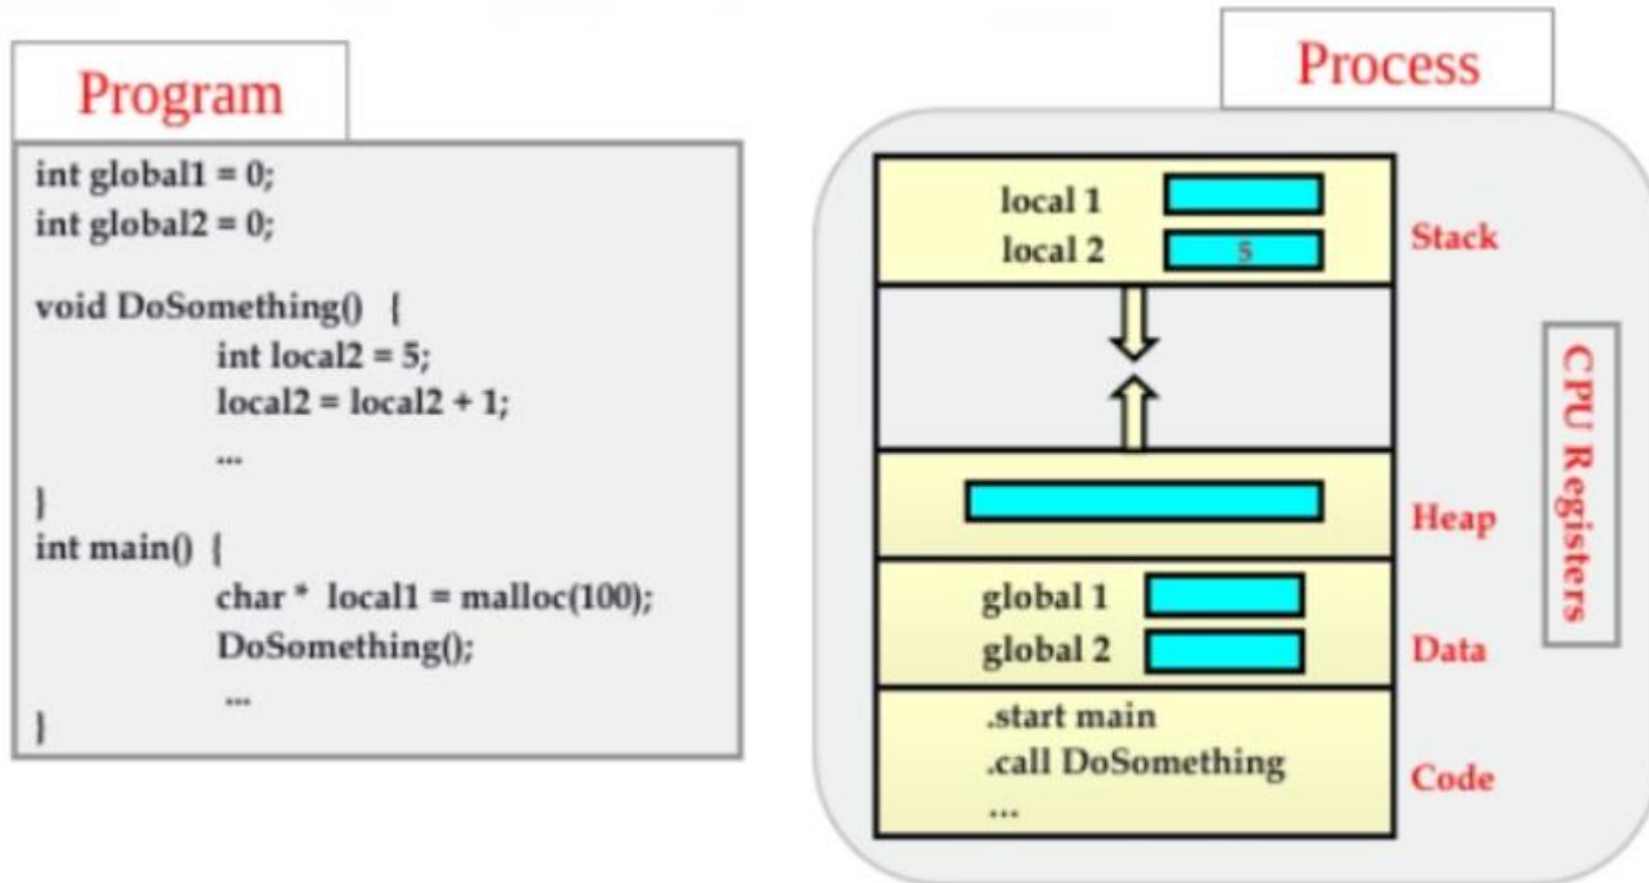 Program
int global1 = 0;
int global2 = 0;
void DoSomething() {
int local2 = 5;
local2 = local2 + 1;
...
}
int main() {
char * local1 = malloc(100);
DoSomething();
...
}
Process
local 1
local 2 5
Stack
Heap
global 1
global 2
Data
.start main
.call DoSomething
...
Code
CPU Registers